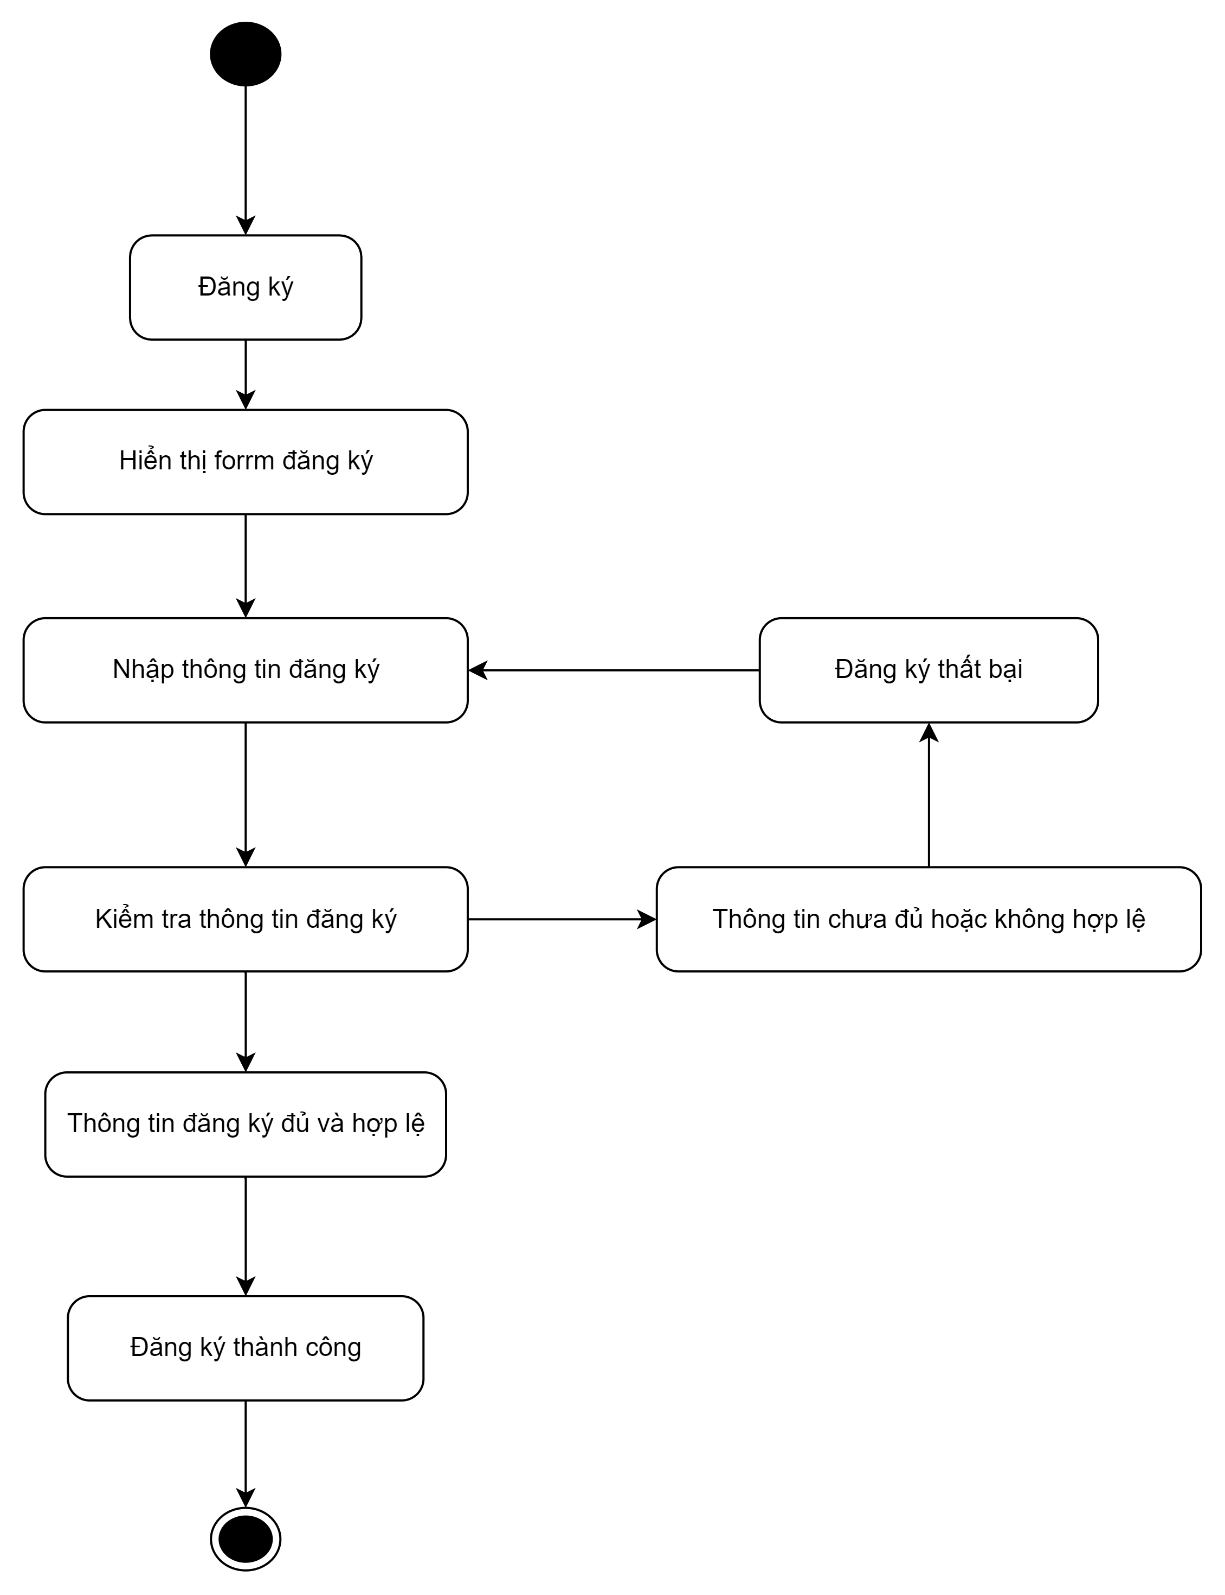 Đăng ký
Hiển thị forrm đăng ký
Nhập thông tin đăng ký
Đăng ký thất bại
Kiểm tra thông tin đăng ký
Thông tin chưa đủ hoặc không hợp lệ
Thông tin đăng ký đủ và hợp lệ
Đăng ký thành công